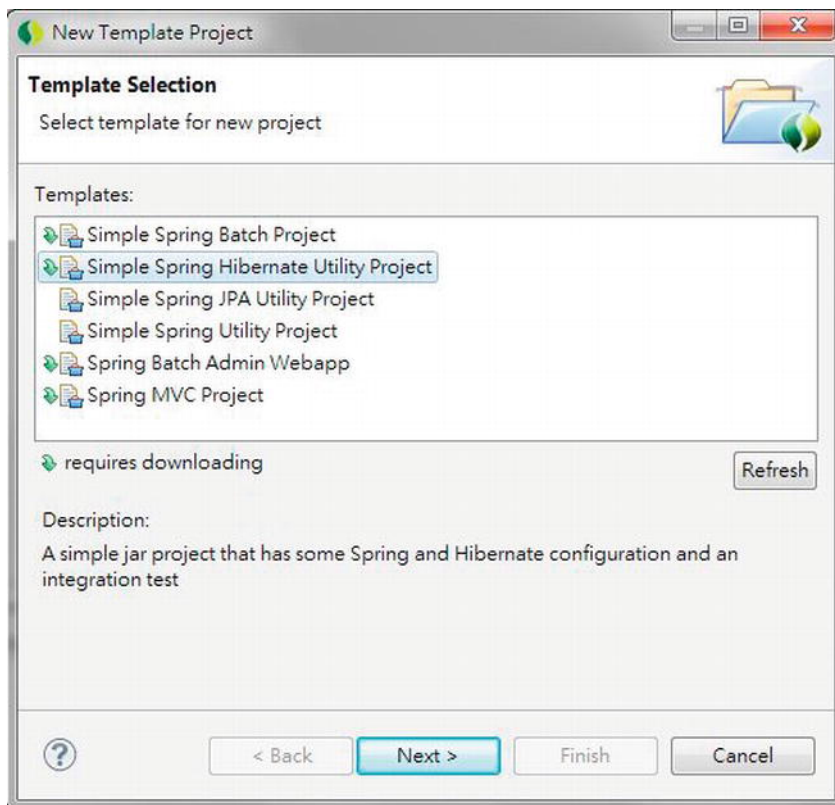 New Template Project
Template Selection
Select template for new project
Templates:
Simple Spring Batch Project
Simple Spring Hibernate Utility Project
Simple Spring JPA Utility Project
Simple Spring Utility Project
Spring Batch Admin Webapp
Spring MVC Project
requires downloading
Refresh
Description:
A simple jar project that has some Spring and Hibernate configuration and an
integration test
?
< Back
Next >
Finish
Cancel